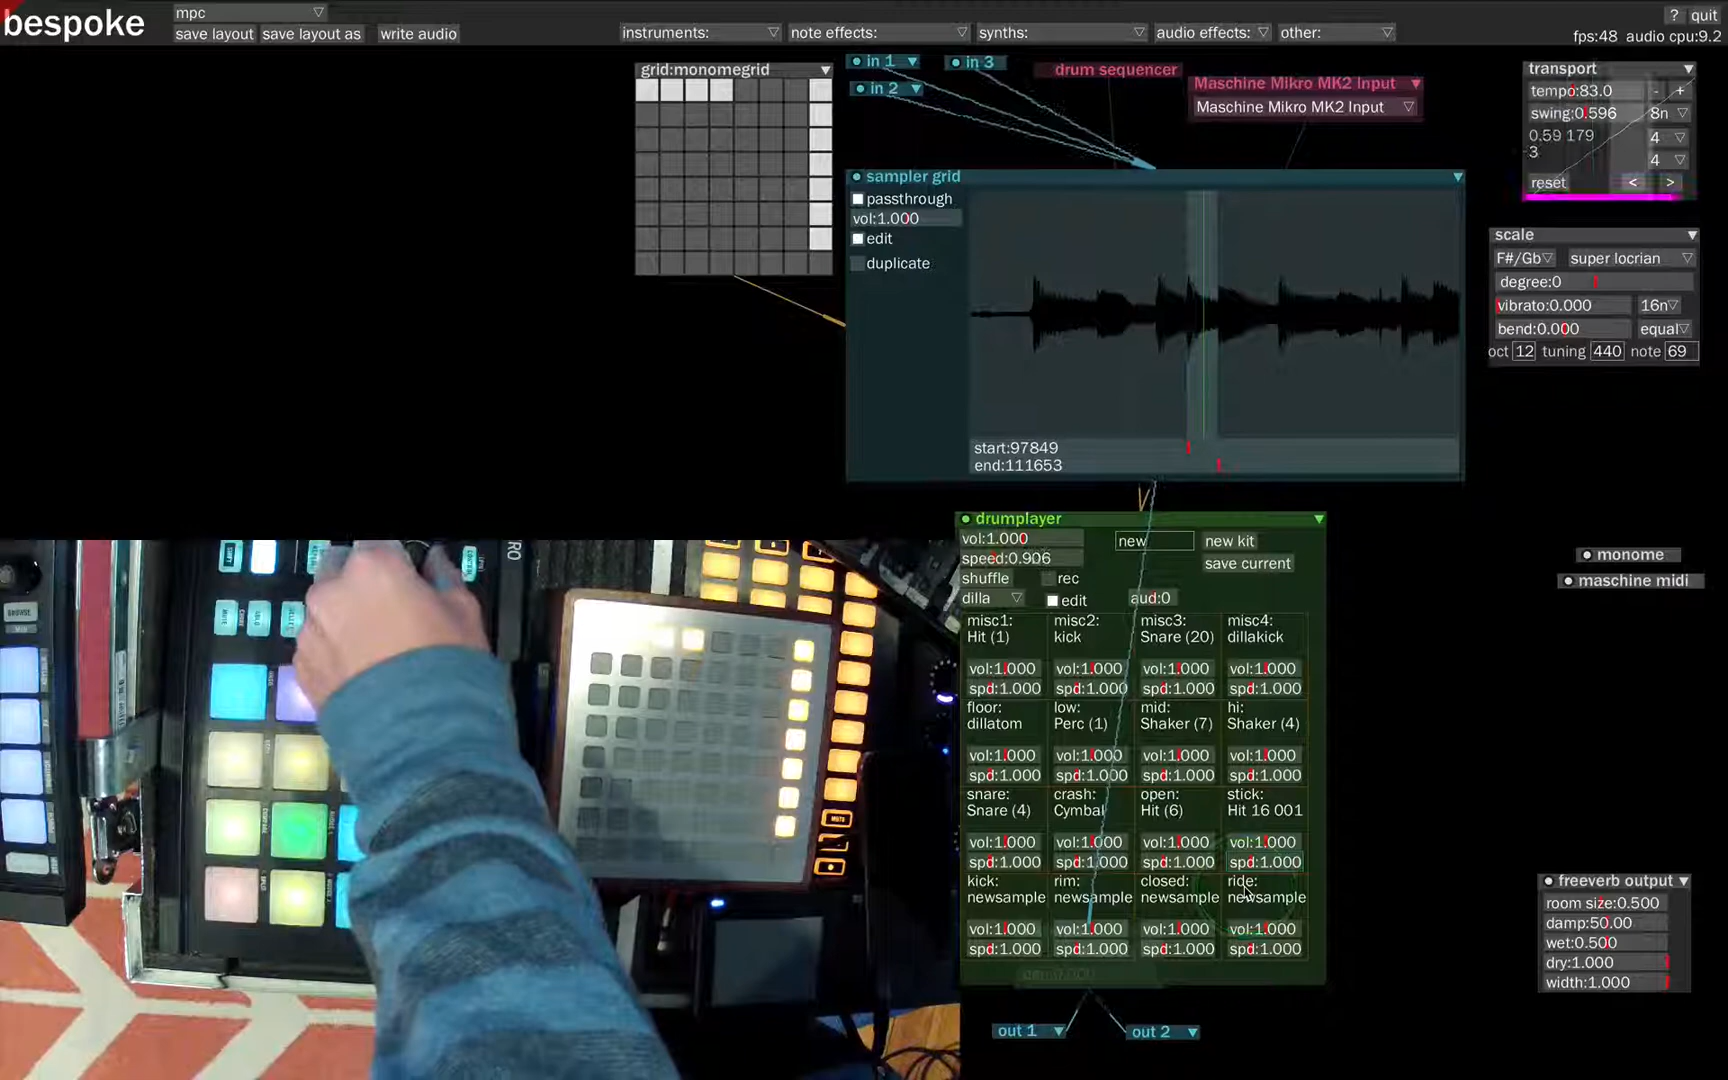 bespoke
mpc
save layout
save layout as
write audio
instruments:
note effects:
synths:
audio effects:
other:
?
quit
fps:48 audio cpu:9.2
grid:monomegrid
in 1
in 2
in 3
drum sequencer
Maschine Mikro MK2 Input
Maschine Mikro MK2 Input
transport
tempo:83.0
- +
swing:0.596
8n
0.59 179
3
4
4
reset
<
>
sampler grid
passthrough
vol:1.000
edit
duplicate
start:97849
end:111653
scale
F#/Gb
super locrian
degree:0
vibrato:0.000
16n
bend:0.000
equal
oct 12 tuning 440 note 69
drumplayer
vol:1.000
new
new kit
speed:0.906
save current
shuffle
rec
dilla
edit
aud:0
misc1:
Hit (1)
vol:1.000
spd:1.000
misc2:
kick
vol:1.000
spd:1.000
misc3:
Snare (20)
vol:1.000
spd:1.000
misc4:
dillakick
vol:1.000
spd:1.000
floor:
dillatom
vol:1.000
spd:1.000
low:
Perc (1)
vol:1.000
spd:1.000
mid:
Shaker (7)
vol:1.000
spd:1.000
hi:
Shaker (4)
vol:1.000
spd:1.000
snare:
Snare (4)
vol:1.000
spd:1.000
crash:
Cymbal
vol:1.000
spd:1.000
open:
Hit (6)
vol:1.000
spd:1.000
stick:
Hit 16 001
vol:1.000
spd:1.000
kick:
newsample
vol:1.000
spd:1.000
rim:
newsample
vol:1.000
spd:1.000
closed:
newsample
vol:1.000
spd:1.000
ride:
newsample
vol:1.000
spd:1.000
out 1
out 2
monome
maschine midi
freeverb output
room size:0.500
damp:50.00
wet:0.500
dry:1.000
width:1.000
BROWSE